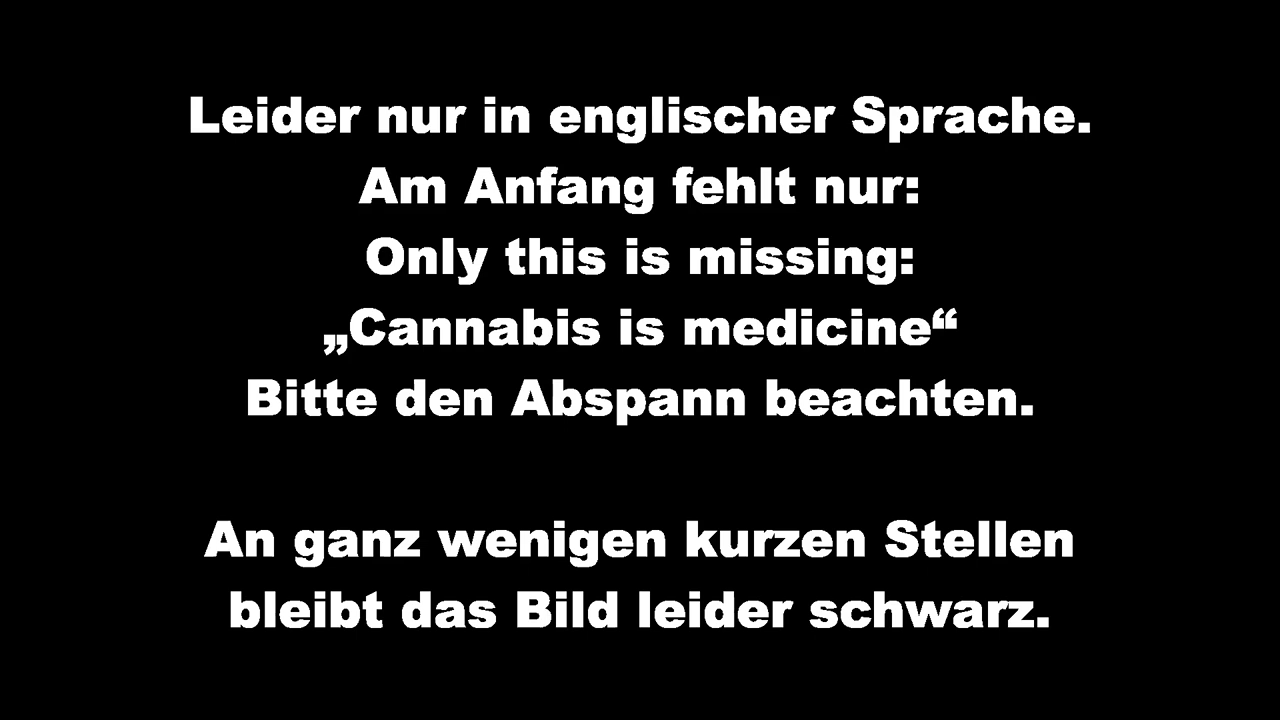 Leider nur in englischer Sprache.
Am Anfang fehlt nur:
Only this is missing:
„Cannabis is medicine“
Bitte den Abspann beachten.
An ganz wenigen kurzen Stellen
bleibt das Bild leider schwarz.